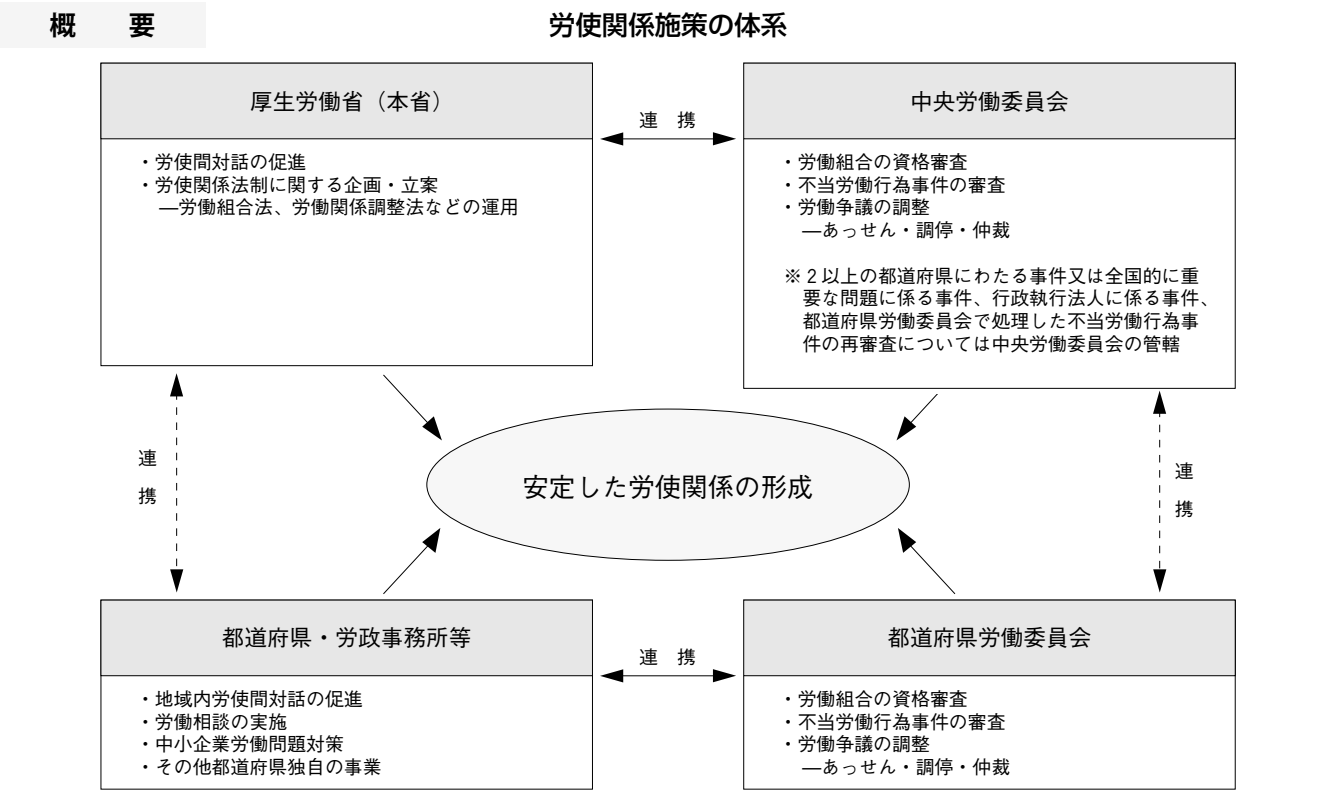 概　要
労使関係施策の体系
厚生労働省（本省）
・労使間対話の促進
・労使関係法制に関する企画・立案
―労働組合法、労働関係調整法などの運用
連　携
中央労働委員会
・労働組合の資格審査
・不当労働行為事件の審査
・労働争議の調整
―あっせん・調停・仲裁
※２以上の都道府県にわたる事件又は全国的に重
要な問題に係る事件、行政執行法人に係る事件、
都道府県労働委員会で処理した不当労働行為事
件の再審査については中央労働委員会の管轄
連携
安定した労使関係の形成
連携
都道府県・労政事務所等
・地域内労使間対話の促進
・労働相談の実施
・中小企業労働問題対策
・その他都道府県独自の事業
連　携
都道府県労働委員会
・労働組合の資格審査
・不当労働行為事件の審査
・労働争議の調整
―あっせん・調停・仲裁